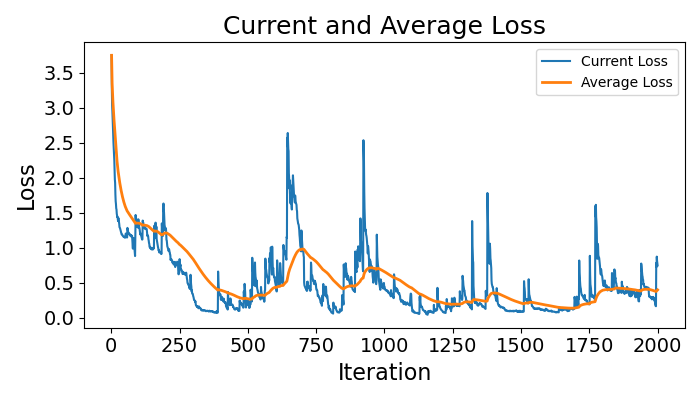 Current and Average Loss
Current Loss
Average Loss
Loss
3.5
3.0
2.5
2.0
1.5
1.0
0.5
0.0
0 250 500 750 1000 1250 1500 1750 2000
Iteration